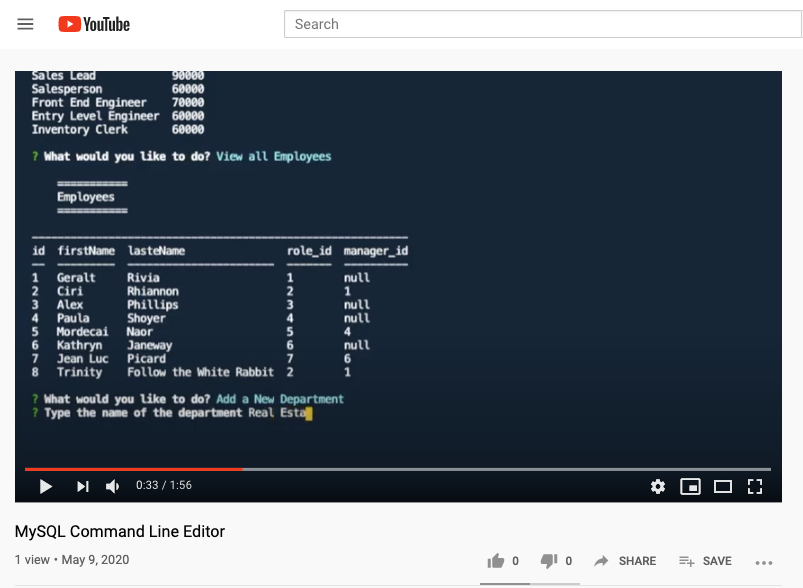 YouTube
Search
Sales Lead 90000
Salesperson 60000
Front End Engineer 70000
Entry Level Engineer 60000
Inventory Clerk 60000
? What would you like to do? View all Employees
===========
Employees
===========
id firstName lasteName role_id manager_id
1 Geralt Rivia 1 null
2 Ciri Rhiannon 2 1
3 Alex Phillips 3 null
4 Paula Shoyer 4 null
5 Mordecai Naor 5 4
6 Kathryn Janeway 6 null
7 Jean Luc Picard 7 6
8 Trinity Follow the White Rabbit 2 1
? What would you like to do? Add a New Department
? Type the name of the department Real Esta
0:33 / 1:56
MySQL Command Line Editor
1 view • May 9, 2020
0 0 SHARE SAVE